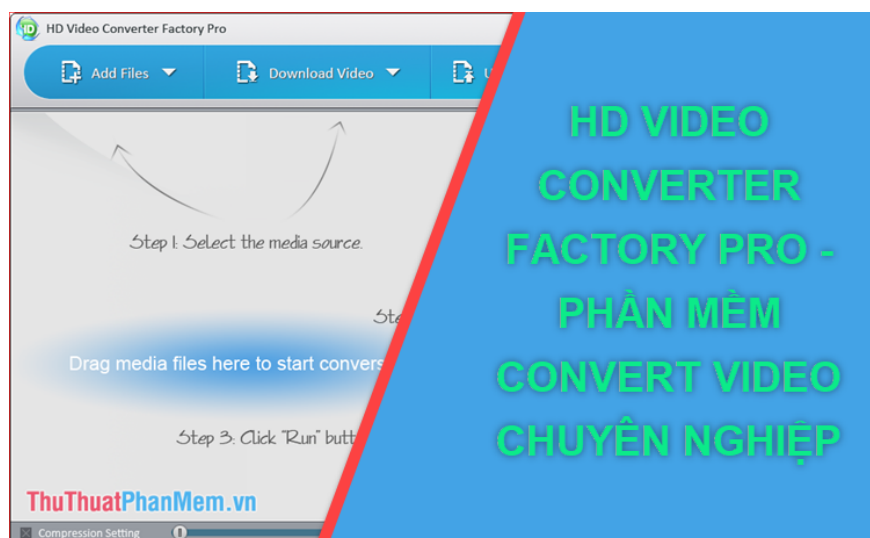 HD Video Converter Factory Pro
Add Files
Download Video
Step 1: Select the media source.
Drag media files here to start
Step 3: Click "Run"
ThuThuatPhanMem.vn
Compression Setting
HD VIDEO
CONVERTER
FACTORY PRO -
PHẦN MỀM
CONVERT VIDEO
CHUYÊN NGHIỆP